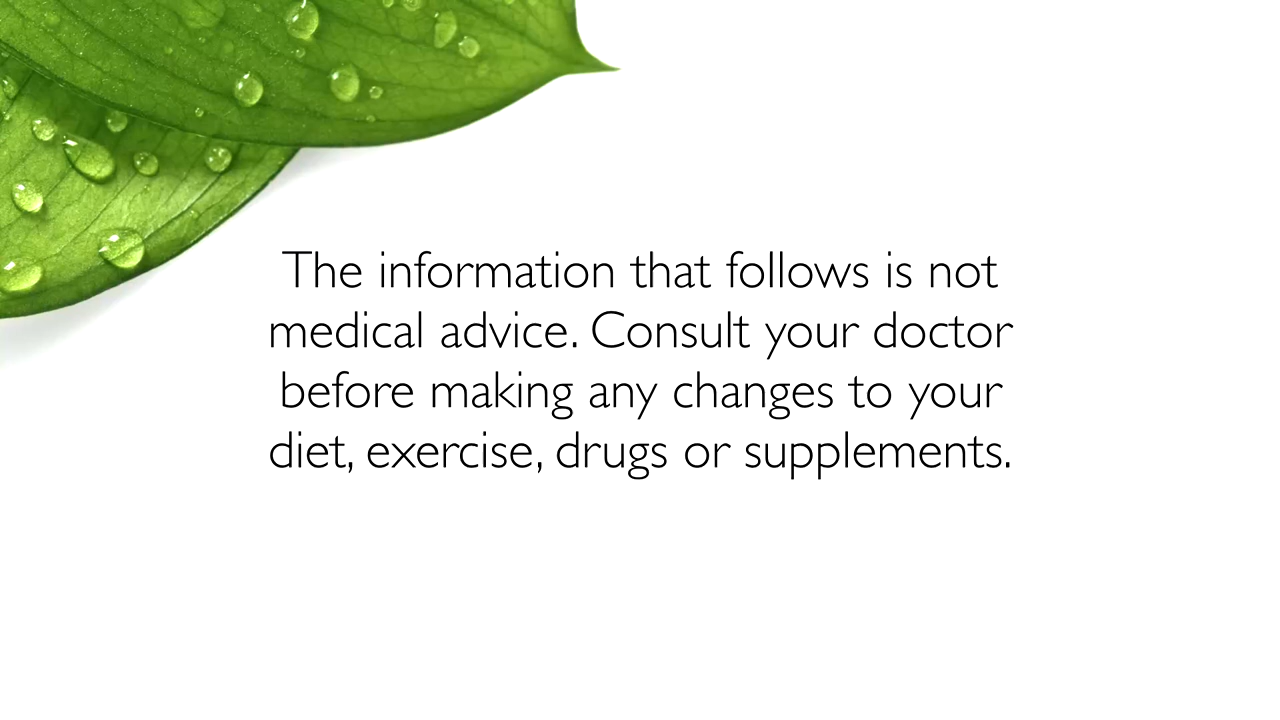 The information that follows is not
medical advice. Consult your doctor
before making any changes to your
diet, exercise, drugs or supplements.